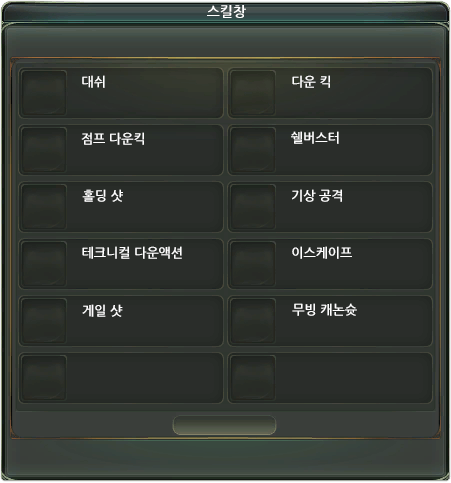 스킬창
대쉬
다운 킥
점프 다운킥
쉘버스터
홀딩 샷
기상 공격
테크니컬 다운액션
이스케이프
게일 샷
무빙 캐논슛